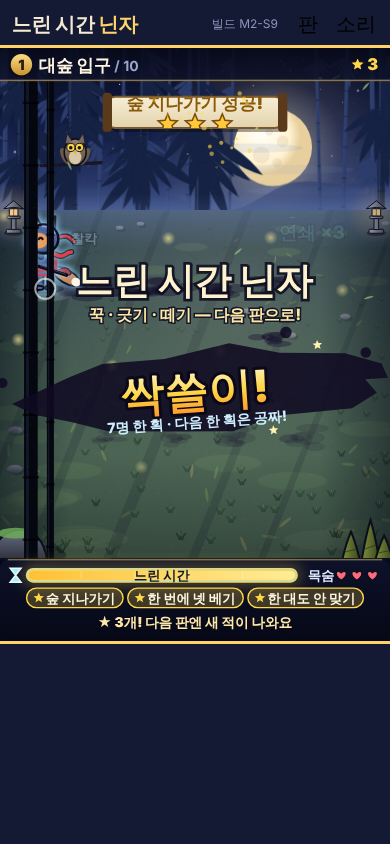 느린 시간 닌자
빌드 M2-S9 판 소리
1 대숲 입구 / 10 ★ 3
숲 지나가기 성공!
연쇄 ×3
찰칵
느린 시간 닌자
꾹 · 긋기 · 떼기 — 다음 판으로!
싹쓸이!
7명 한 획 · 다음 한 획은 공짜!
느린 시간 목숨
★ 숲 지나가기 ★ 한 번에 넷 베기 ★ 한 대도 안 맞기
★ 3개! 다음 판엔 새 적이 나와요